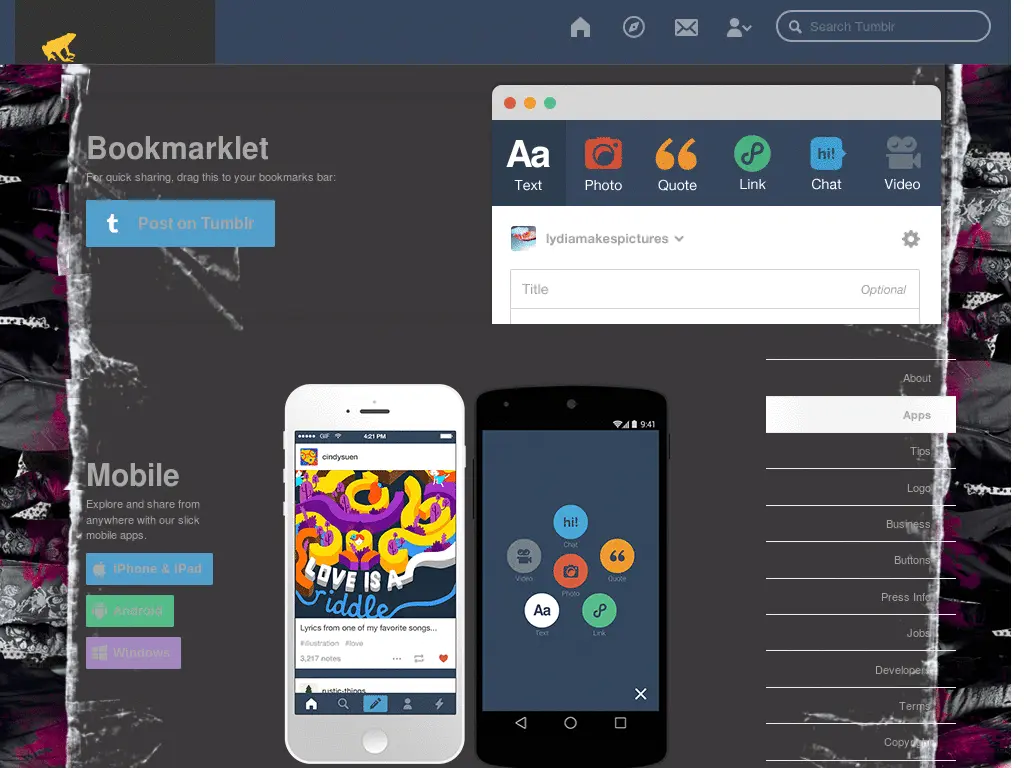 Search Tumblr
Bookmarklet
For quick sharing, drag this to your bookmarks bar:
t Post on Tumblr
Aa
Text
Photo
Quote
Link
hi!
Chat
Video
lydiamakespictures
Title
Optional
About
Apps
Tips
Logo
Business
Buttons
Press Info
Jobs
Developers
Terms
Copyright
Mobile
Explore and share from
anywhere with our slick
mobile apps.
iPhone & iPad
Android
Windows
GIF
4:21 PM
cindysuen
LOVE IS A
riddle
Lyrics from one of my favorite songs...
#illustration #love
3,217 notes
rustic-things
9:41
hi!
Chat
Video
Quote
Photo
Aa
Text
Link